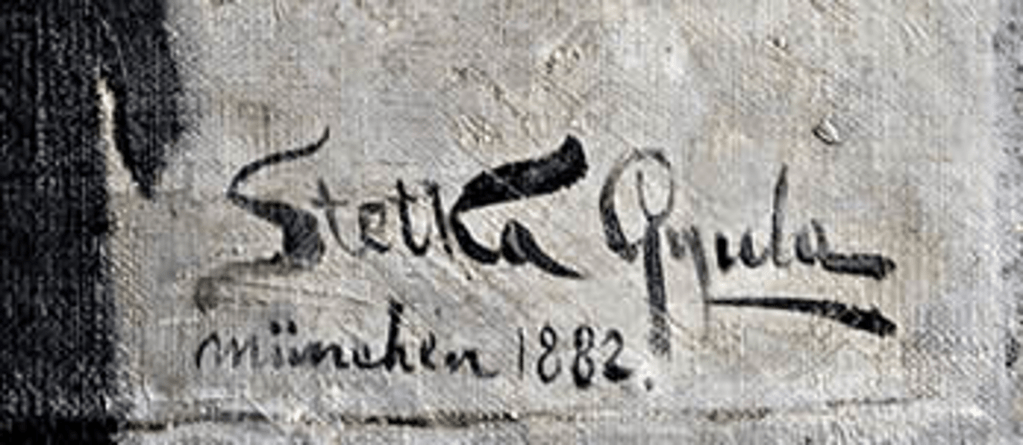 Stetka Gyula
münchen 1882.